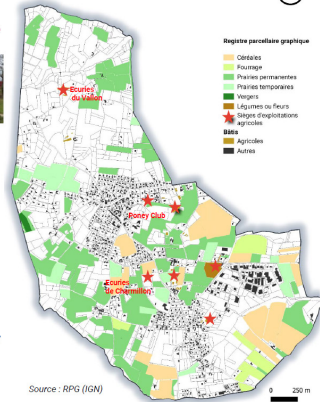 Registre parcellaire graphique
Céréales
Fourrage
Prairies permanentes
Prairies temporaires
Vergers
Légumes ou fleurs
Sièges d'exploitations
agricoles
Bâtis
Agricoles
Autres
Ecuries
du Vallon
Poney Club
Ecuries
de Charmillon
Source : RPG (IGN)
0 250 m